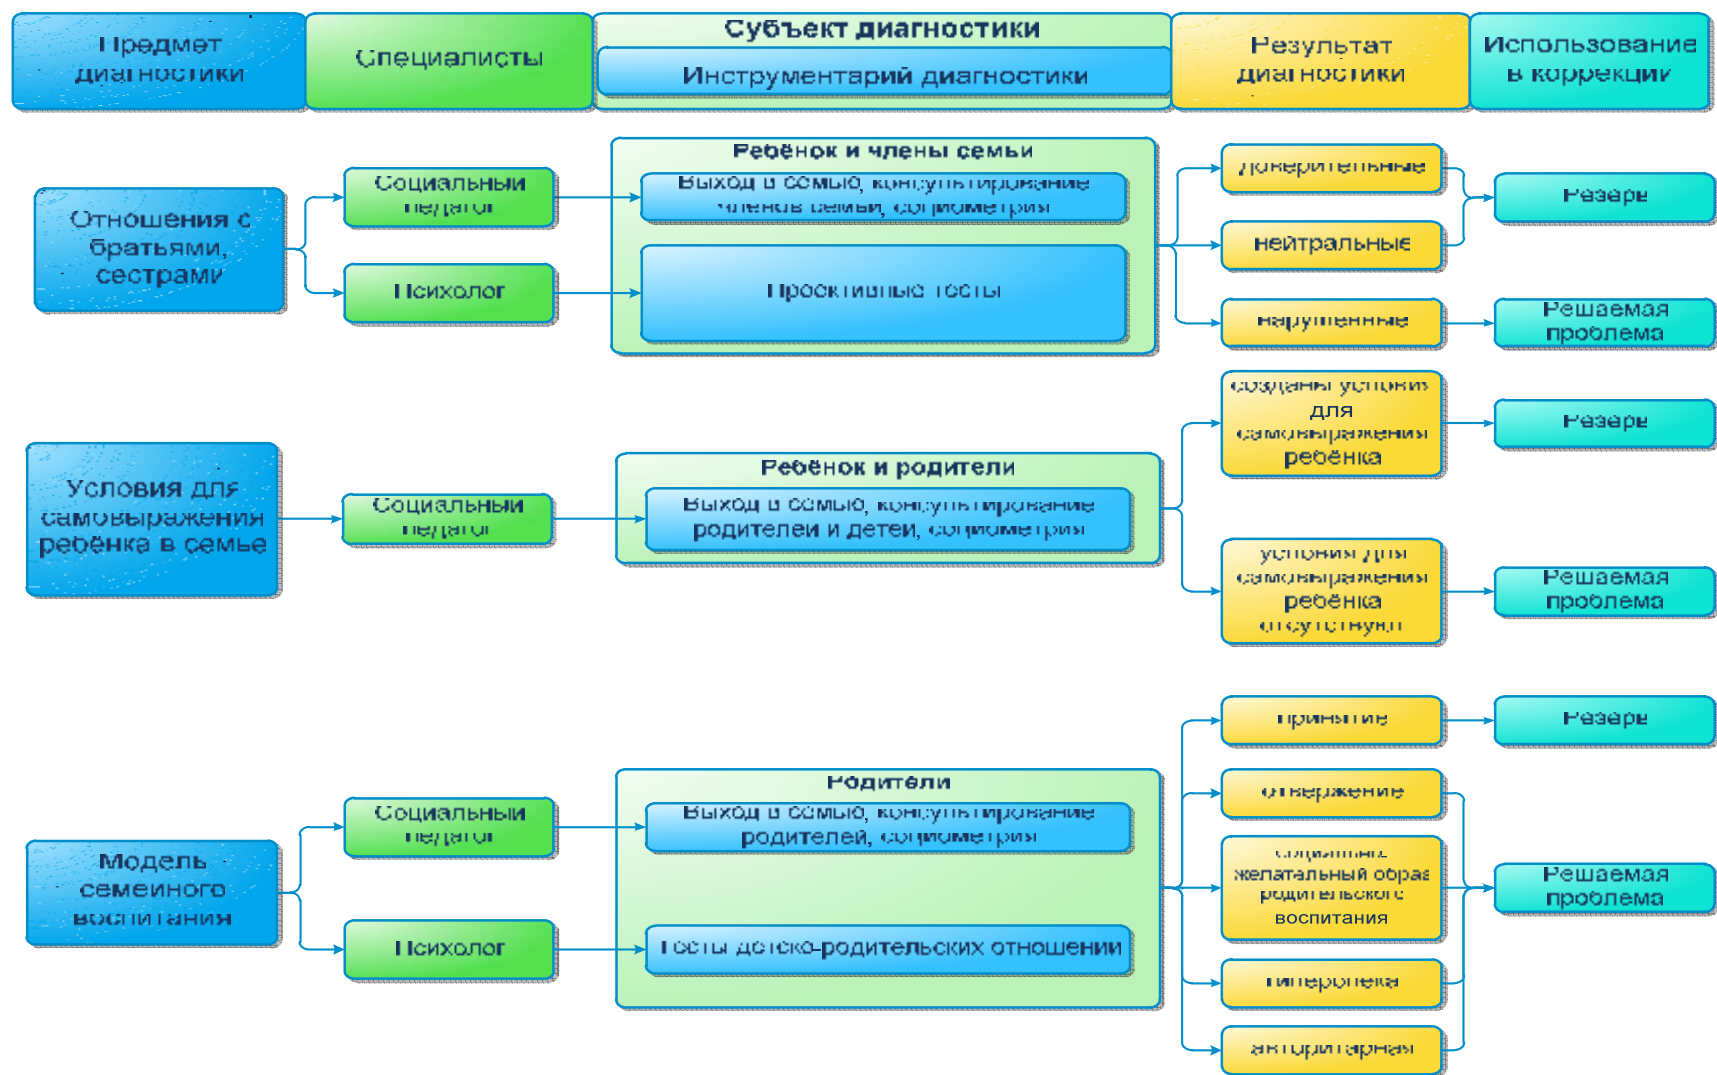 Предмет
диагностики
Специалисты
Субъект диагностики
Инструментарий диагностики
Результат
диагностики
Использование
в коррекции
Отношения с
братьями,
сестрами
Социальный
педагог
Психолог
Ребёнок и члены семьи
Выход в семью, консультирование
членов семьи, социометрия
Проективные тесты
доверительные
нейтральные
нарушенные
Резерв
Решаемая
проблема
Условия для
самовыражения
ребёнка в семье
Социальный
педагог
Ребёнок и родители
Выход в семью, консультирование
родителей и детей, социометрия
созданы условия
для
самовыражения
ребёнка
условия для
самовыражения
ребёнка
отсутствуют
Резерв
Решаемая
проблема
Модель
семейного
воспитания
Социальный
педагог
Психолог
Родители
Выход в семью, консультирование
родителей, социометрия
Тесты детско-родительских отношений
принятие
отвержение
социально
желательный образ
родительского
воспитания
гиперопека
авторитарная
Резерв
Решаемая
проблема